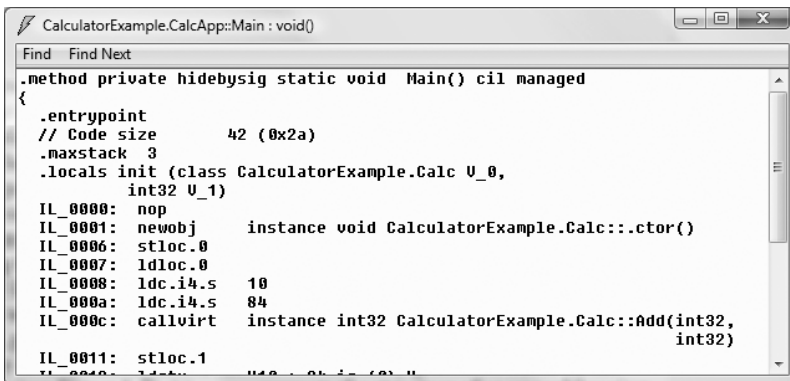 CalculatorExample.CalcApp::Main : void()
Find Find Next
.method private hidebysig static void  Main() cil managed
{
  .entrypoint
  // Code size       42 (0x2a)
  .maxstack  3
  .locals init (class CalculatorExample.Calc V_0,
           int32 V_1)
  IL_0000:  nop
  IL_0001:  newobj     instance void CalculatorExample.Calc::.ctor()
  IL_0006:  stloc.0
  IL_0007:  ldloc.0
  IL_0008:  ldc.i4.s   10
  IL_000a:  ldc.i4.s   84
  IL_000c:  callvirt   instance int32 CalculatorExample.Calc::Add(int32,
                                                                  int32)
  IL_0011:  stloc.1